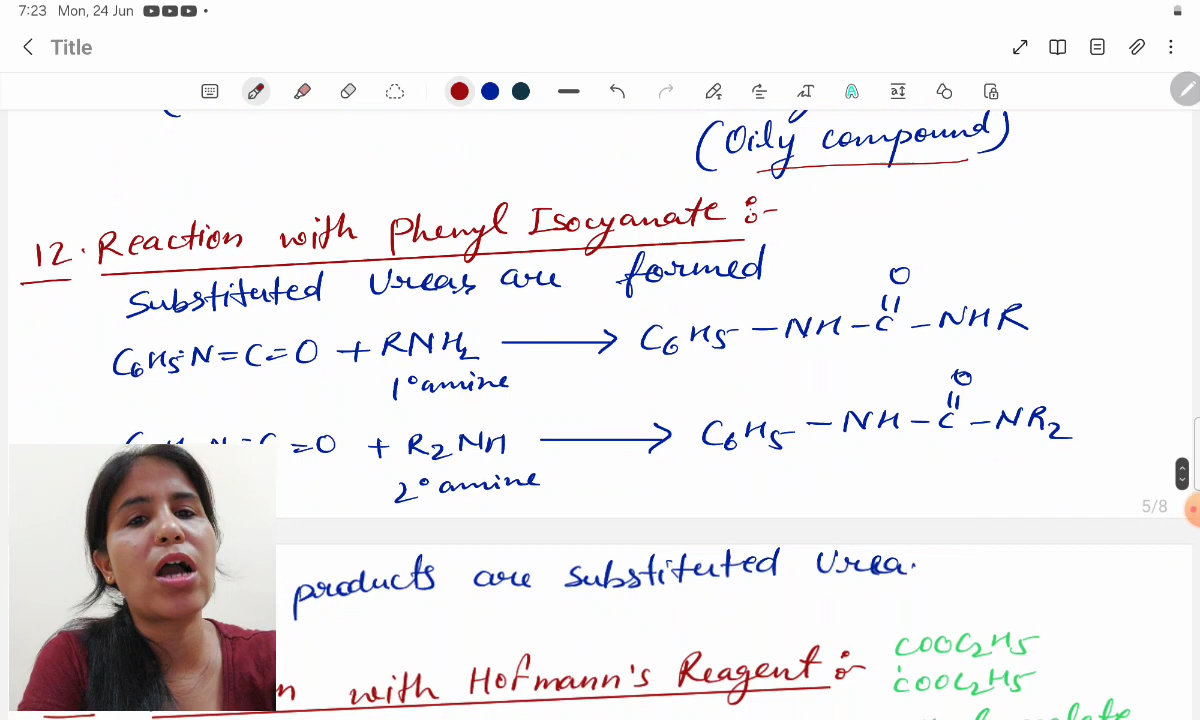 7:23 Mon, 24 Jun
Title
(Oily compound)
12. Reaction with Phenyl Isocyanate :-
Substituted Ureas are formed
C6H5-N=C=O + RNH2 → C6H5-NH-C-NHR
O
||
1° amine
=O + R2NH → C6H5-NH-C-NR2
O
||
2° amine
5/8
products are substituted Urea.
with Hofmann's Reagent :-
COOC2H5
COOC2H5